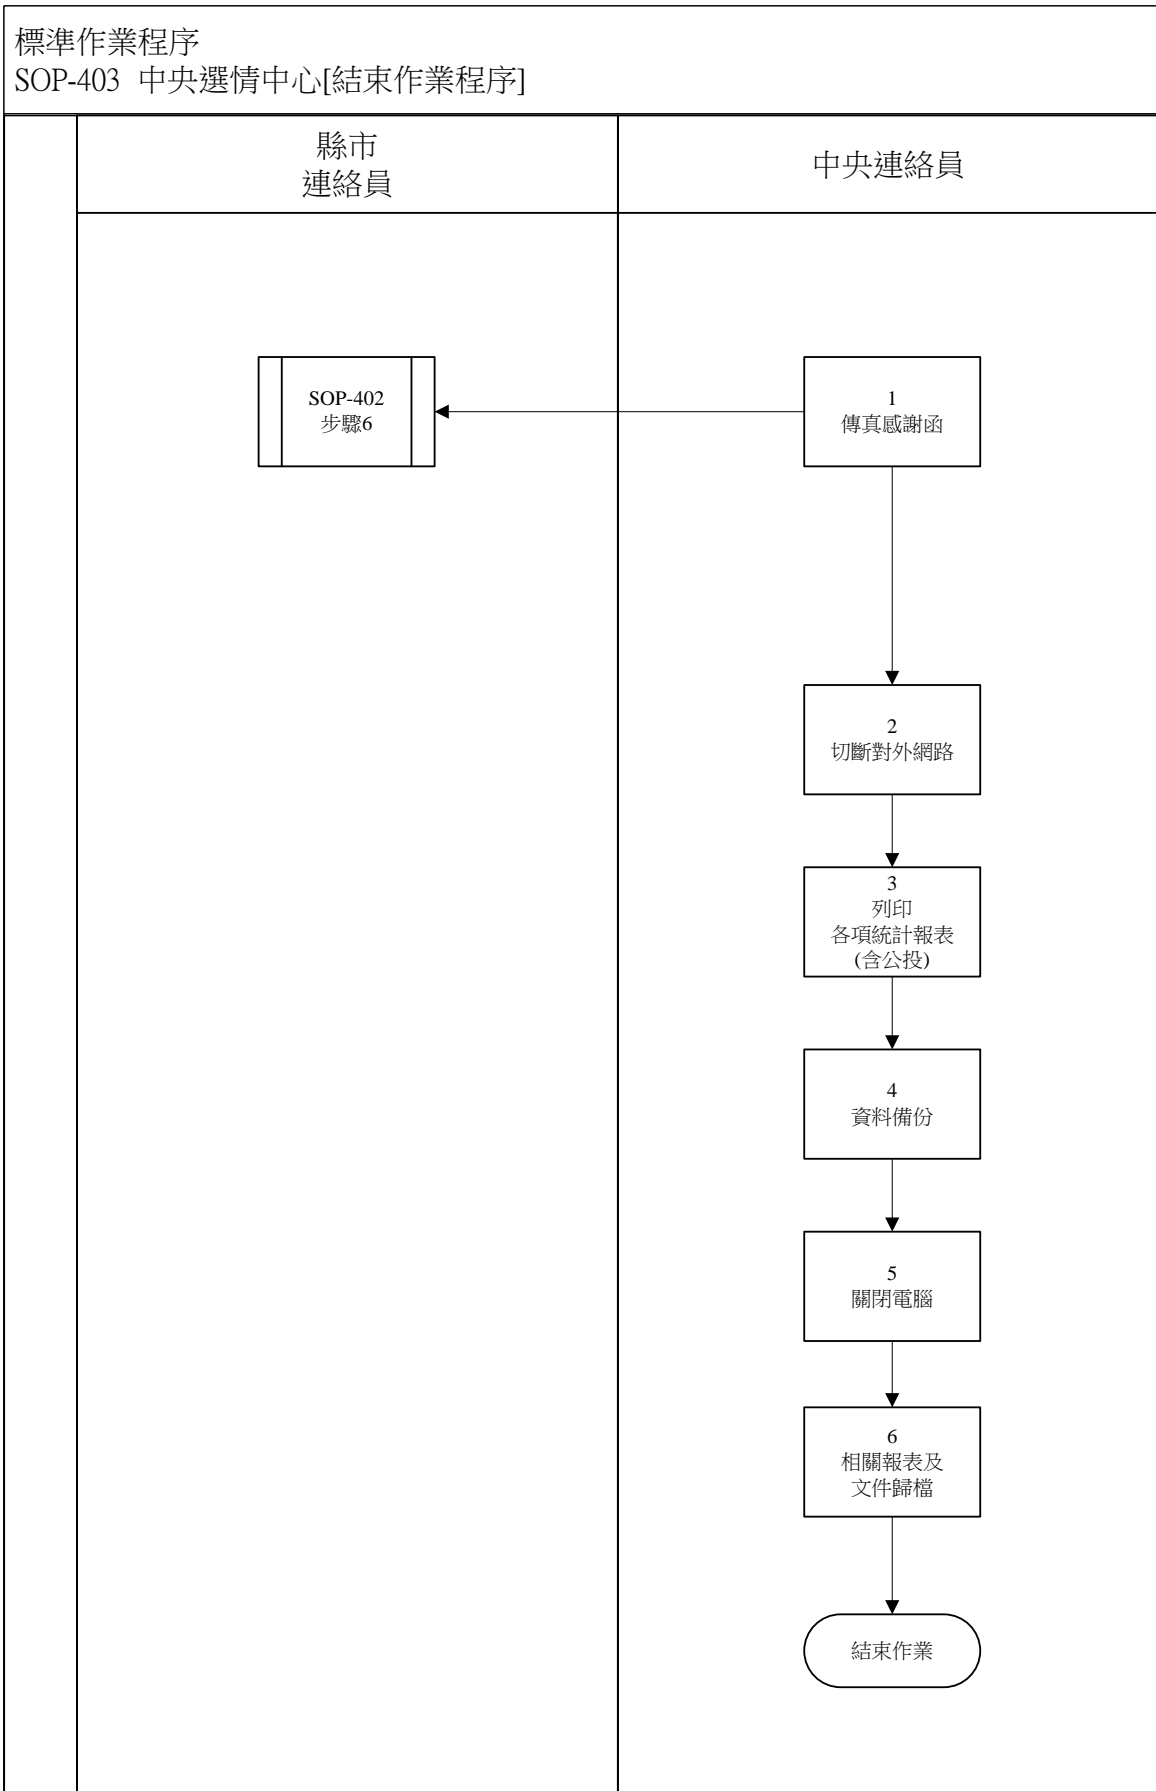 標準作業程序
SOP-403 中央選情中心[結束作業程序]
縣市
連絡員
中央連絡員
SOP-402
步驟6
1
傳真感謝函
2
切斷對外網路
3
列印
各項統計報表
(含公投)
4
資料備份
5
關閉電腦
6
相關報表及
文件歸檔
結束作業